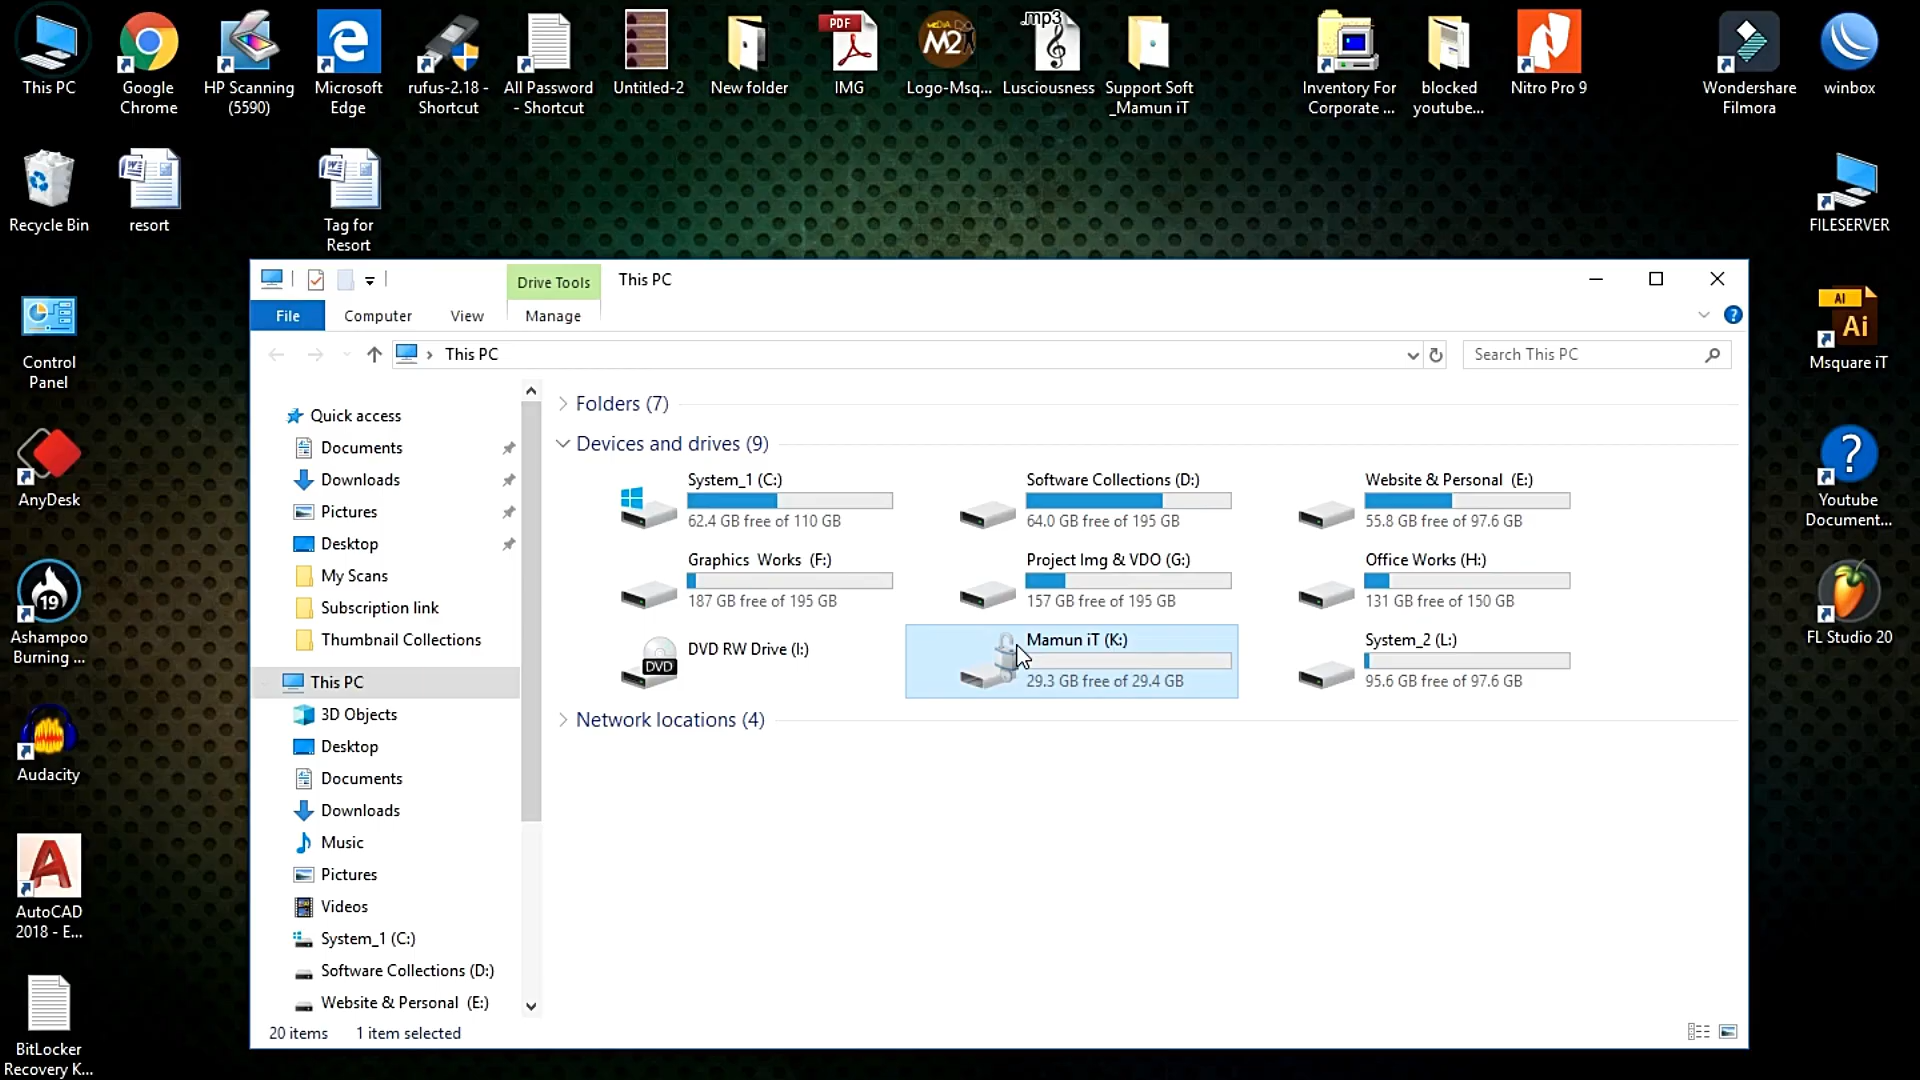 This PC
Google
Chrome
HP Scanning
(5590)
Microsoft
Edge
rufus-2.18 -
Shortcut
All Password
- Shortcut
Untitled-2
New folder
PDF
IMG
MEDIA
M2
Logo-Msq...
.mp3
Lusciousness
Support Soft
_Mamun iT
Inventory For
Corporate ...
blocked
youtube...
Nitro Pro 9
Wondershare
Filmora
winbox
Recycle Bin
resort
Tag for
Resort
FILESERVER
Control
Panel
AI
Ai
Msquare iT
AnyDesk
?
Youtube
Document...
19
Ashampoo
Burning ...
FL Studio 20
Audacity
A
AutoCAD
2018 - E...
BitLocker
Recovery K...
Drive Tools
This PC
File
Computer
View
Manage
?
This PC
Search This PC
Quick access
Documents
Downloads
Pictures
Desktop
My Scans
Subscription link
Thumbnail Collections
This PC
3D Objects
Desktop
Documents
Downloads
Music
Pictures
Videos
System_1 (C:)
Software Collections (D:)
Website & Personal (E:)
Folders (7)
Devices and drives (9)
System_1 (C:)
62.4 GB free of 110 GB
Software Collections (D:)
64.0 GB free of 195 GB
Website & Personal (E:)
55.8 GB free of 97.6 GB
Graphics Works (F:)
187 GB free of 195 GB
Project Img & VDO (G:)
157 GB free of 195 GB
Office Works (H:)
131 GB free of 150 GB
DVD
DVD RW Drive (I:)
Mamun iT (K:)
29.3 GB free of 29.4 GB
System_2 (L:)
95.6 GB free of 97.6 GB
Network locations (4)
20 items
1 item selected